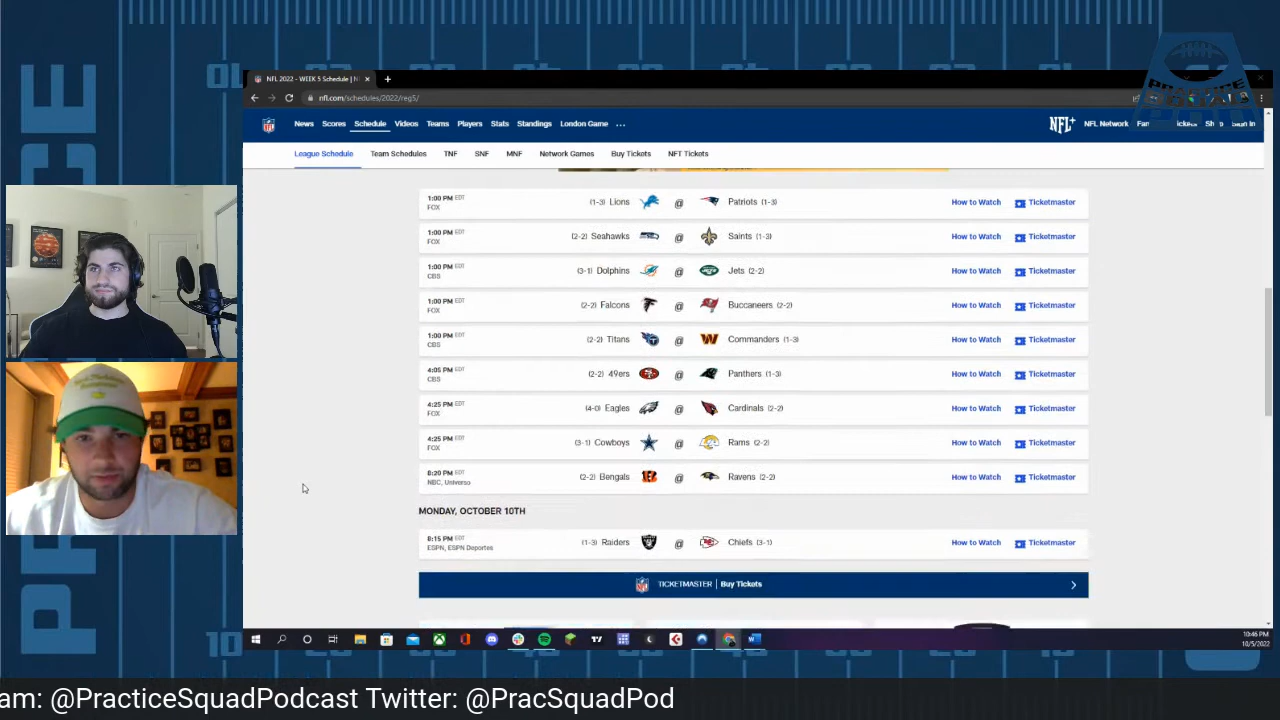 NFL 2022 - WEEK 5 Schedule | N
nfl.com/schedules/2022/reg5/
News Scores Schedule Videos Teams Players Stats Standings London Game ...
NFL+ NFL Network
Sign In
League Schedule Team Schedules TNF SNF MNF Network Games Buy Tickets NFT Tickets
1:00 PM EDT (1-3) Lions @ Patriots (1-3) How to Watch Ticketmaster
FOX
1:00 PM EDT (2-2) Seahawks @ Saints (1-3) How to Watch Ticketmaster
FOX
1:00 PM EDT (3-1) Dolphins @ Jets (2-2) How to Watch Ticketmaster
CBS
1:00 PM EDT (2-2) Falcons @ Buccaneers (2-2) How to Watch Ticketmaster
FOX
1:00 PM EDT (2-2) Titans @ Commanders (1-3) How to Watch Ticketmaster
CBS
4:05 PM EDT (2-2) 49ers @ Panthers (1-3) How to Watch Ticketmaster
CBS
4:25 PM EDT (4-0) Eagles @ Cardinals (2-2) How to Watch Ticketmaster
FOX
4:25 PM EDT (3-1) Cowboys @ Rams (2-2) How to Watch Ticketmaster
FOX
8:20 PM EDT (2-2) Bengals @ Ravens (2-2) How to Watch Ticketmaster
NBC, Universo
MONDAY, OCTOBER 10TH
8:15 PM EDT (1-3) Raiders @ Chiefs (3-1) How to Watch Ticketmaster
ESPN, ESPN Deportes
TICKETMASTER | Buy Tickets
10:46 PM
10/5/2022
am: @PracticeSquadPodcast Twitter: @PracSquadPod